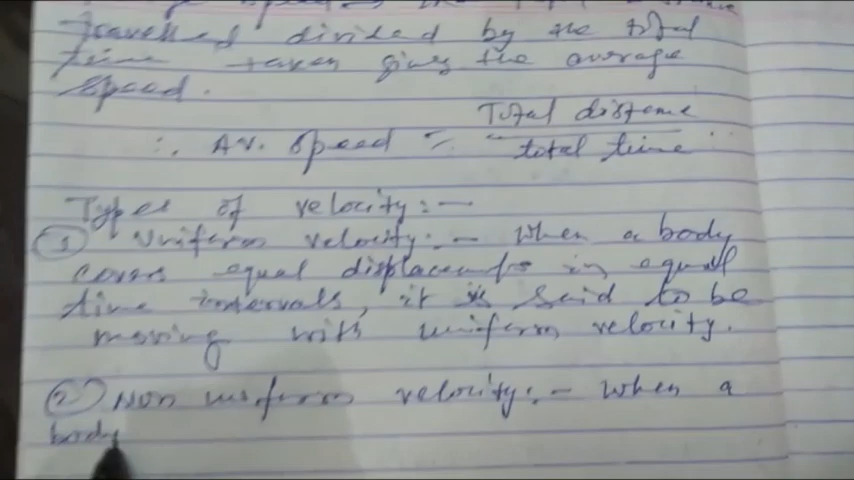 travelled divided by the total
time taken gives the average
speed.
Total distance
∴ Av. speed = total time
Types of velocity:—
① Uniform velocity:— When a body
covers equal displacements in equal
time intervals, it is said to be
moving with uniform velocity.
② Non uniform velocity:— When a
body